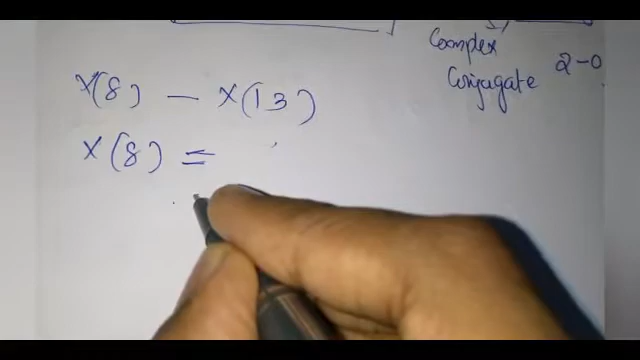 Complex
Conjugate 2-0
X(8) — X(13)
X(8) =